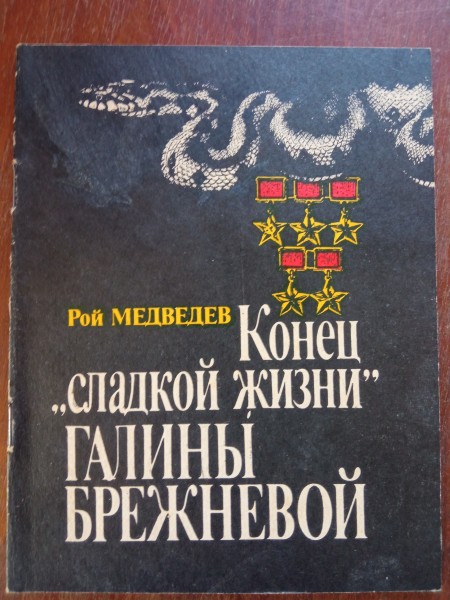 Рой МЕДВЕДЕВ
Конец
„сладкой жизни”
ГАЛИНЫ
БРЕЖНЕВОЙ